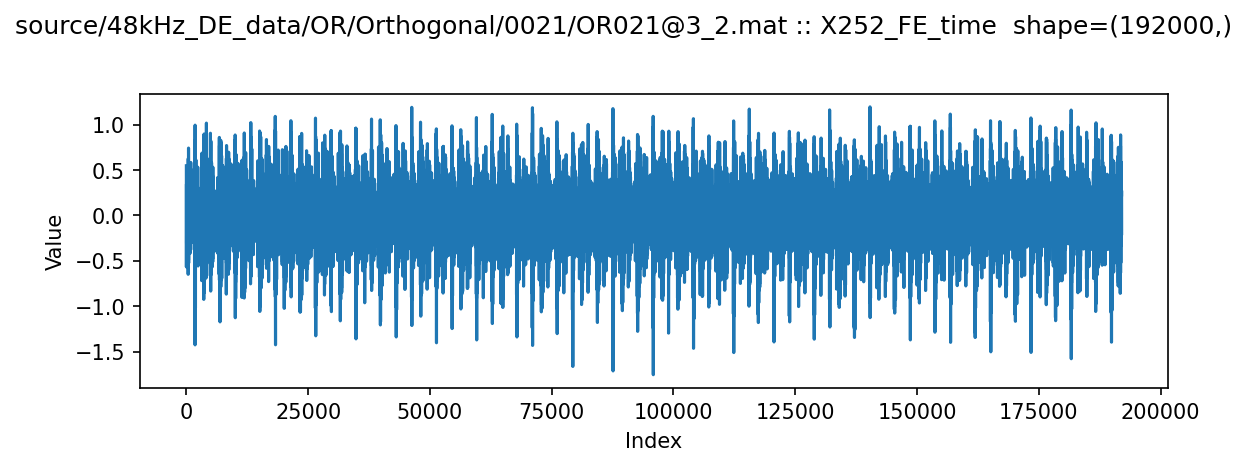 source/48kHz_DE_data/OR/Orthogonal/0021/OR021@3_2.mat :: X252_FE_time  shape=(192000,)
1.0
0.5
0.0
−0.5
−1.0
−1.5
Value
0 25000 50000 75000 100000 125000 150000 175000 200000
Index